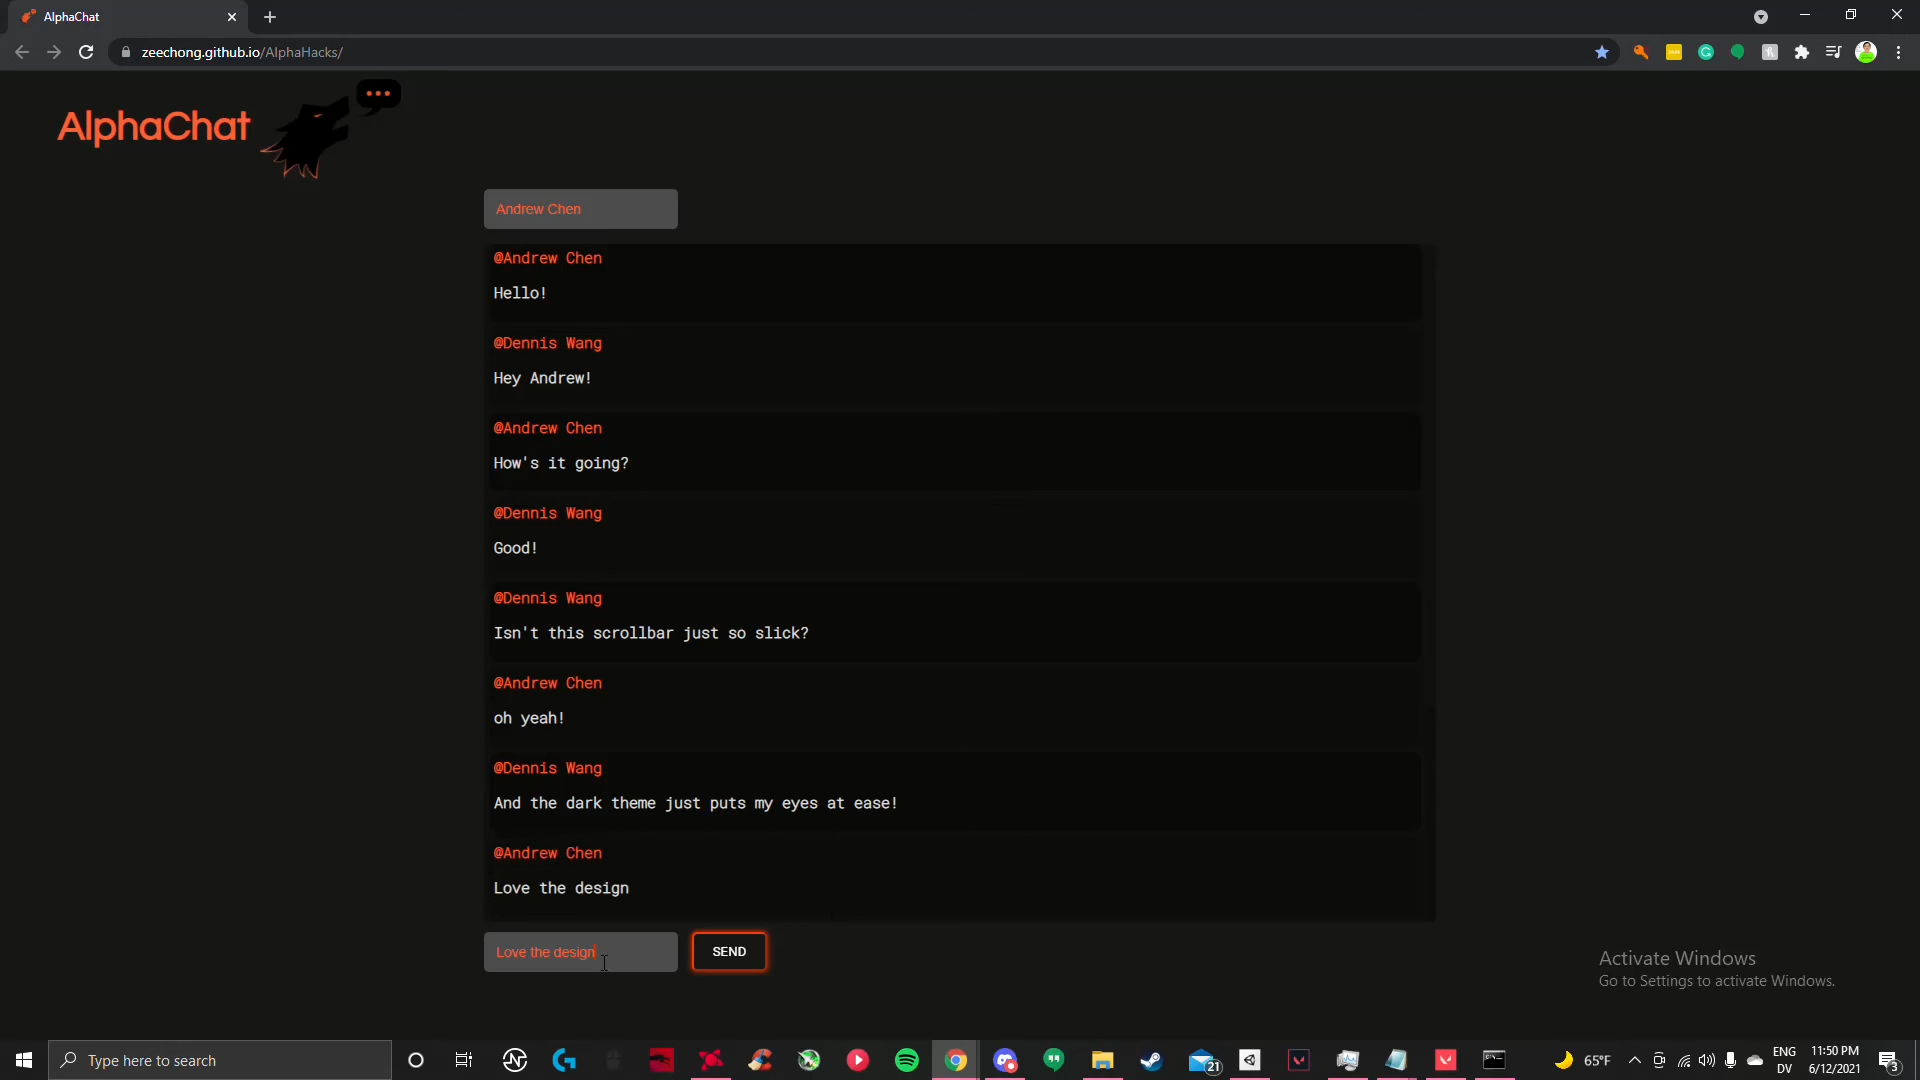 AlphaChat
zeechong.github.io/AlphaHacks/
AlphaChat
Andrew Chen
@Andrew Chen
Hello!
@Dennis Wang
Hey Andrew!
@Andrew Chen
How's it going?
@Dennis Wang
Good!
@Dennis Wang
Isn't this scrollbar just so slick?
@Andrew Chen
oh yeah!
@Dennis Wang
And the dark theme just puts my eyes at ease!
@Andrew Chen
Love the design
Love the design
SEND
Activate Windows
Go to Settings to activate Windows.
Type here to search
21
65°F
ENG
DV
11:50 PM
6/12/2021
3